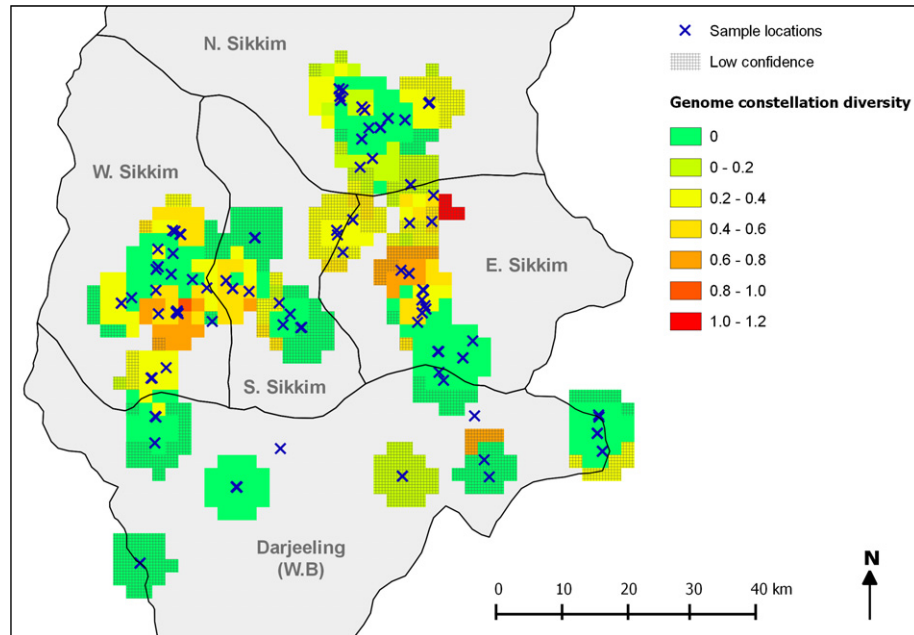 N. Sikkim
W. Sikkim
E. Sikkim
S. Sikkim
Darjeeling
(W.B)
Sample locations
Low confidence
Genome constellation diversity
0
0 - 0.2
0.2 - 0.4
0.4 - 0.6
0.6 - 0.8
0.8 - 1.0
1.0 - 1.2
N
0 10 20 30 40 km